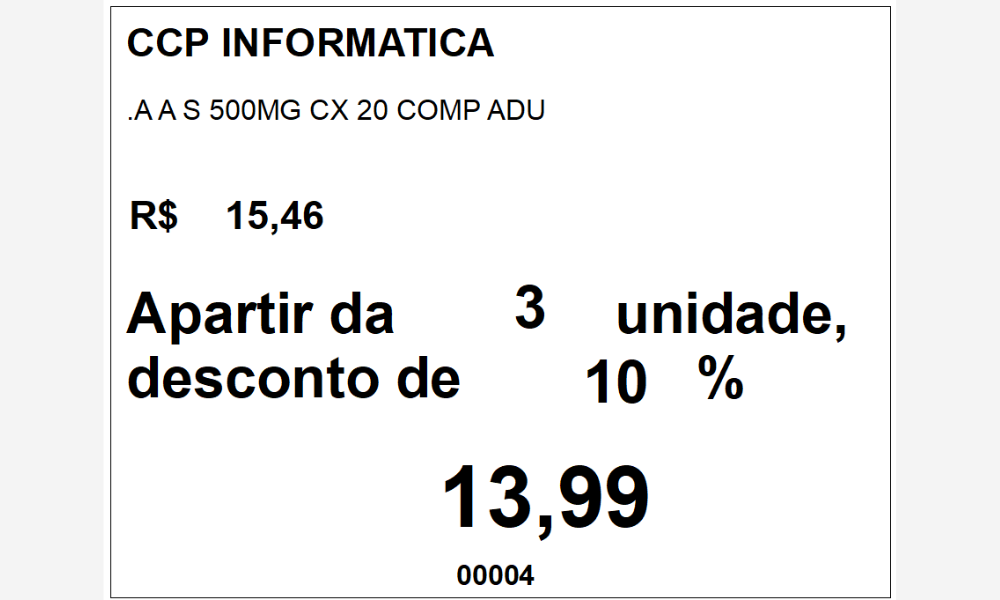 CCP INFORMATICA
.A A S 500MG CX 20 COMP ADU
R$ 15,46
Apartir da 3 unidade,
desconto de 10 %
13,99
00004